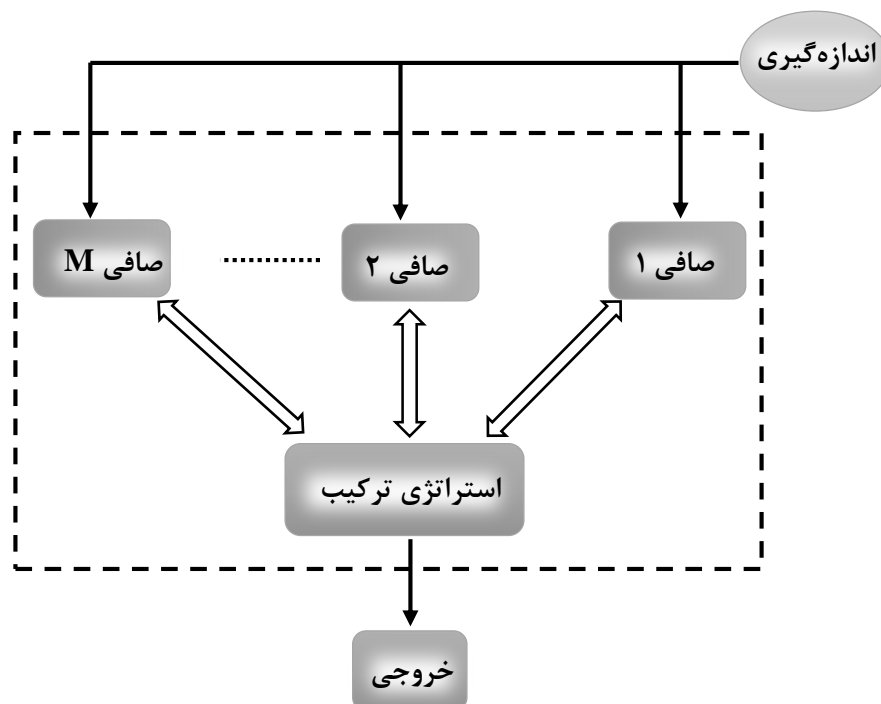 اندازه‌گیری
صافی ۱
صافی ۲
صافی M
استراتژی ترکیب
خروجی